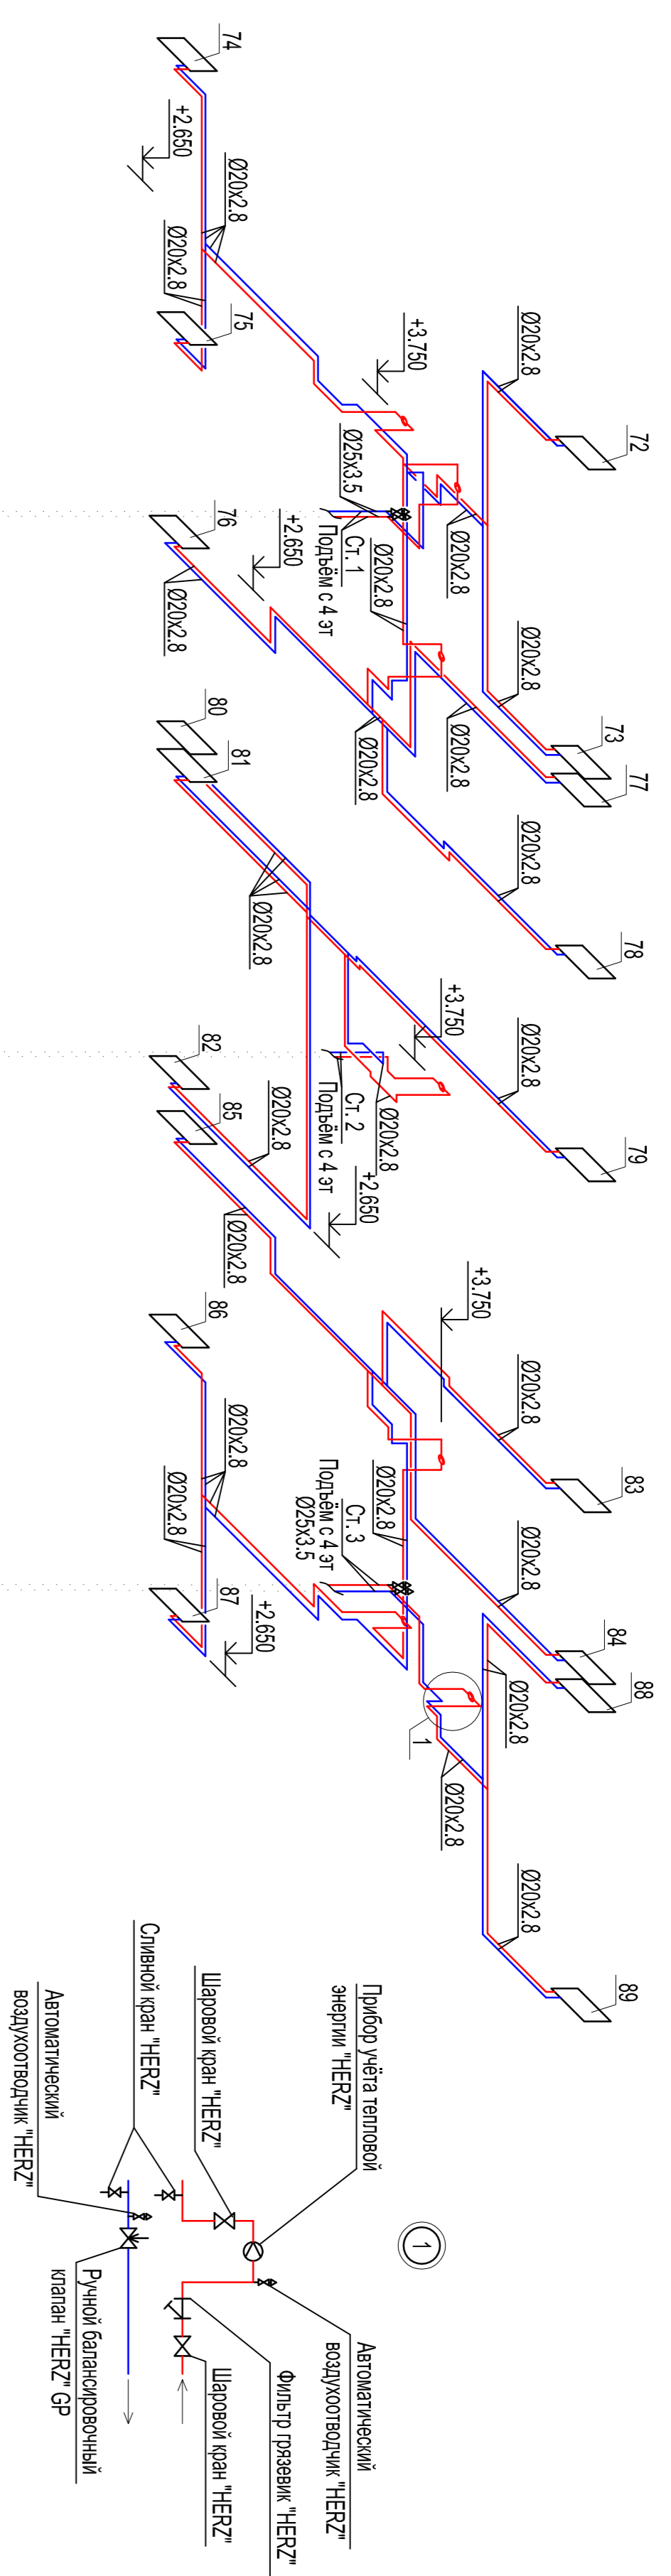 74
+2.650
Ø20x2.8
Ø20x2.8
75
+3.750
Ø20x2.8
72
Ø25x3.5
Ст. 1
Подъём с 4 эт
Ø20x2.8
Ø20x2.8
76
Ø20x2.8
+2.650
Ø20x2.8
73
77
Ø20x2.8
Ø20x2.8
80
81
Ø20x2.8
Ø20x2.8
78
+3.750
Ø20x2.8
79
82
85
Ø20x2.8
Ст. 2
Подъём с 4 эт
Ø20x2.8
+2.650
Ø20x2.8
86
+3.750
Ø20x2.8
83
Ø20x2.8
Ø20x2.8
87
+2.650
Ст. 3
Подъём с 4 эт
Ø25x3.5
Ø20x2.8
Ø20x2.8
84
88
Ø20x2.8
1
Ø20x2.8
Ø20x2.8
89
1
Прибор учёта тепловой
энергии "HERZ"
Шаровой кран "HERZ"
Сливной кран "HERZ"
Автоматический
воздухоотводчик "HERZ"
Автоматический
воздухоотводчик "HERZ"
Фильтр грязевик "HERZ"
Шаровой кран "HERZ"
Ручной балансировочный
клапан "HERZ" GP